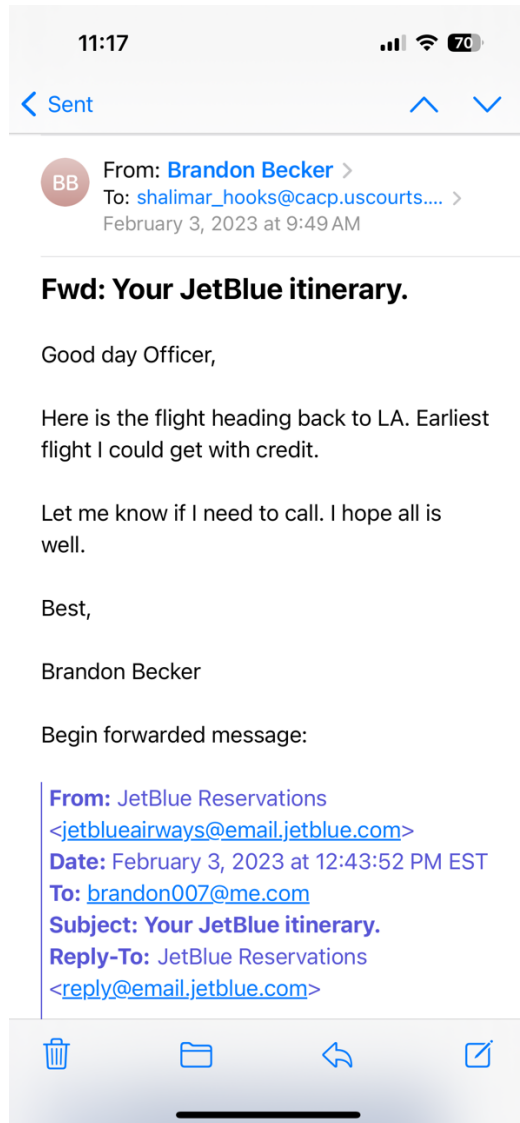 11:17
70
Sent
BB
From: Brandon Becker
To: shalimar_hooks@cacp.uscourts....
February 3, 2023 at 9:49 AM
Fwd: Your JetBlue itinerary.
Good day Officer,
Here is the flight heading back to LA. Earliest
flight I could get with credit.
Let me know if I need to call. I hope all is
well.
Best,
Brandon Becker
Begin forwarded message:
From: JetBlue Reservations
<jetblueairways@email.jetblue.com>
Date: February 3, 2023 at 12:43:52 PM EST
To: brandon007@me.com
Subject: Your JetBlue itinerary.
Reply-To: JetBlue Reservations
<reply@email.jetblue.com>